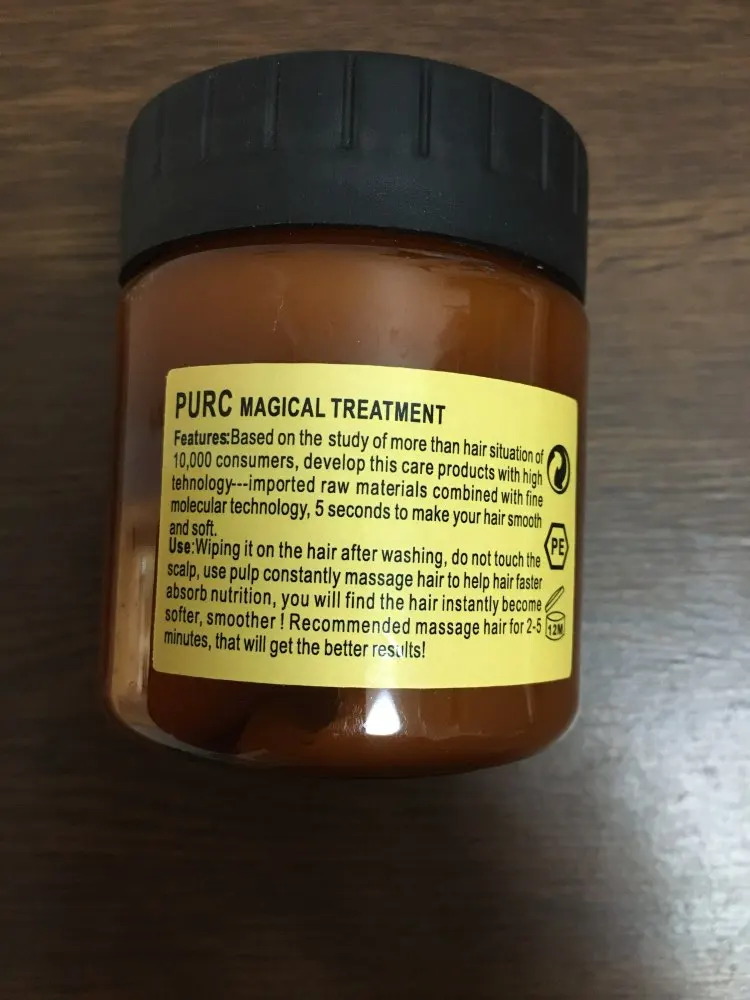 PURC MAGICAL TREATMENT
Features:Based on the study of more than hair situation of
10,000 consumers, develop this care products with high
tehnology---imported raw materials combined with fine
molecular technology, 5 seconds to make your hair smooth
and soft.
Use:Wiping it on the hair after washing, do not touch the
scalp, use pulp constantly massage hair to help hair faster
absorb nutrition, you will find the hair instantly become
softer, smoother ! Recommended massage hair for 2-5
minutes, that will get the better results!
PE
12M